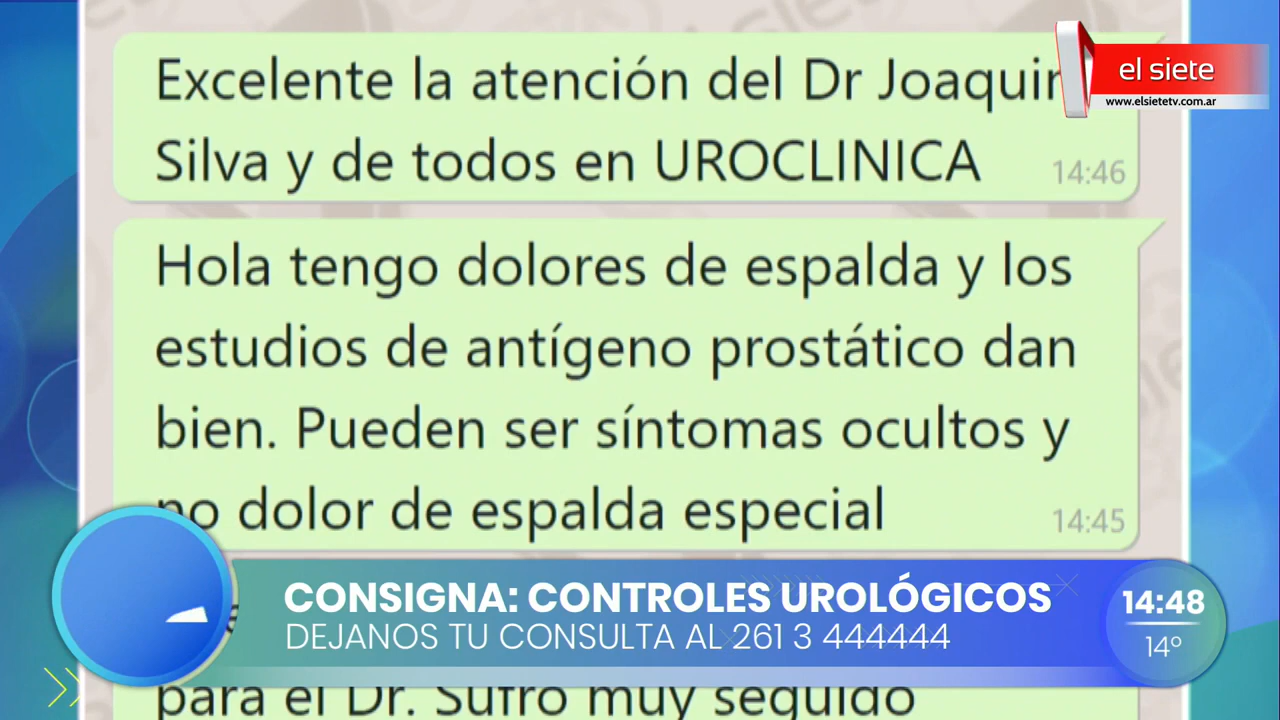 Excelente la atención del Dr Joaquin
Silva y de todos en UROCLINICA
14:46
el siete
www.elsietetv.com.ar
Hola tengo dolores de espalda y los
estudios de antígeno prostático dan
bien. Pueden ser síntomas ocultos y
no dolor de espalda especial
14:45
CONSIGNA: CONTROLES UROLÓGICOS
DEJANOS TU CONSULTA AL 261 3 444444
14:48
14º
para el Dr. Sufro muy seguido